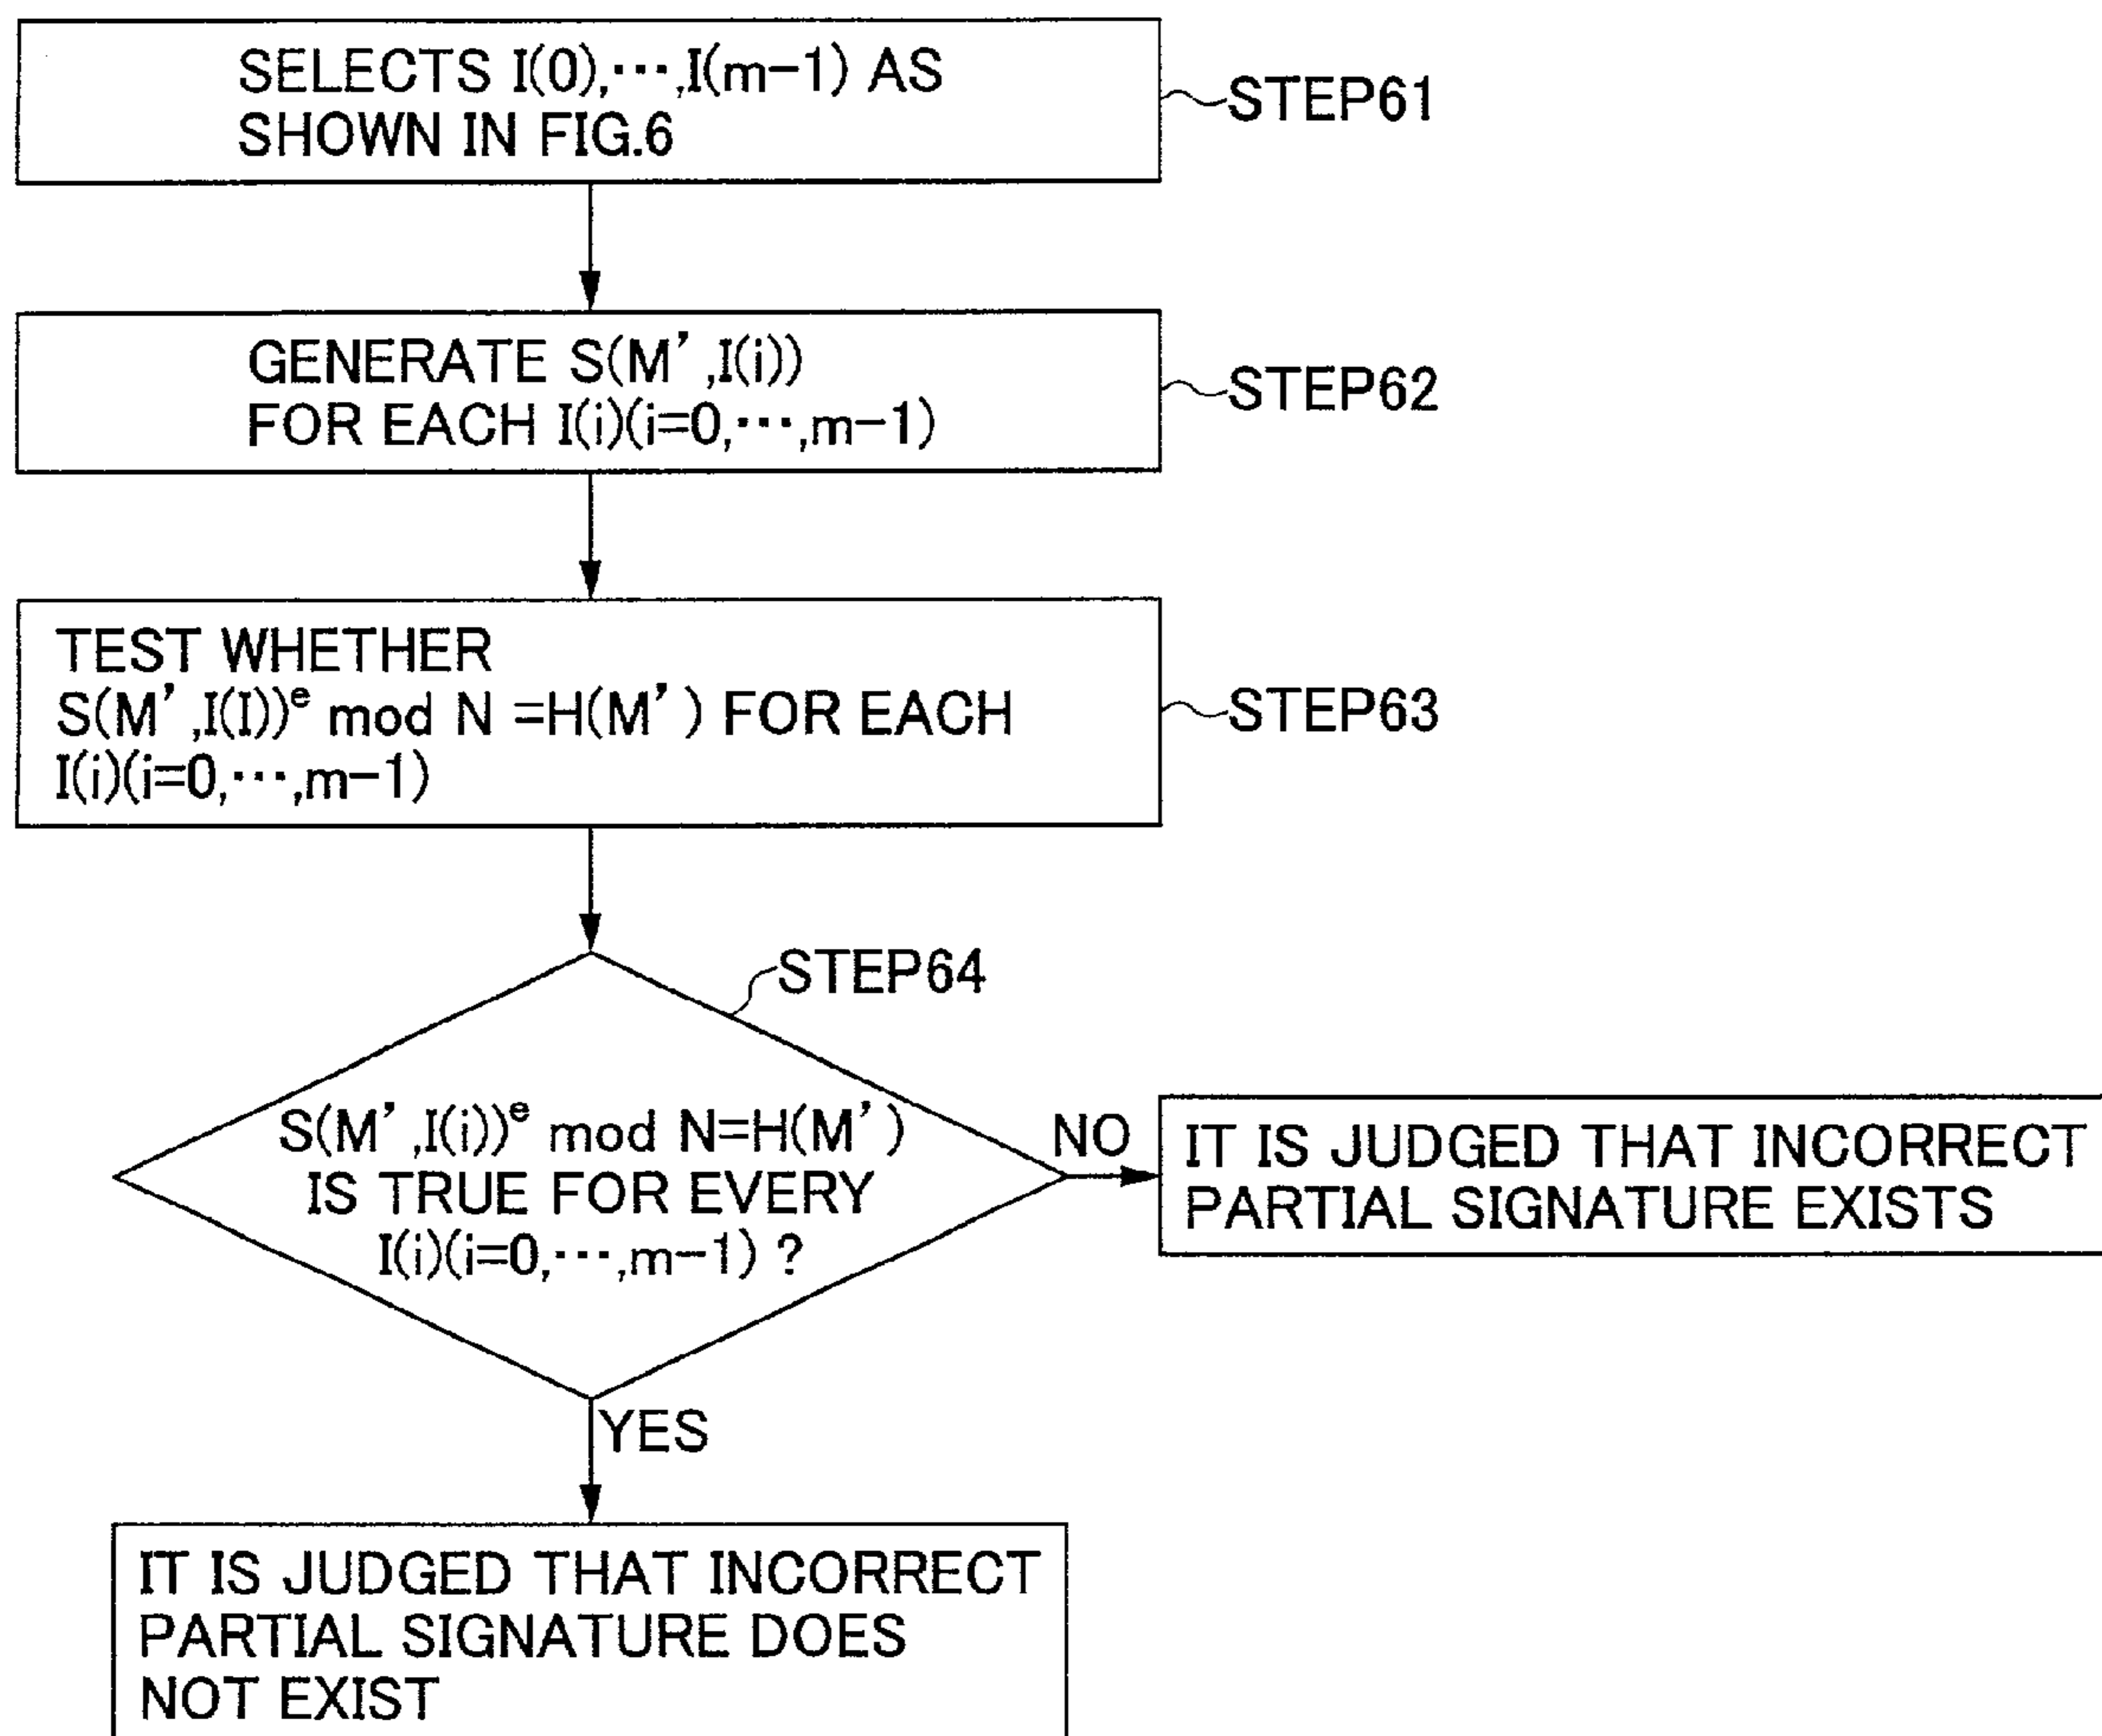 SELECTS I(0),⋯,I(m−1) AS
SHOWN IN FIG.6
STEP61
GENERATE S(M’,I(i))
FOR EACH I(i)(i=0,⋯,m−1)
STEP62
TEST WHETHER
S(M’,I(I))ᵉ mod N =H(M’) FOR EACH
I(i)(i=0,⋯,m−1)
STEP63
STEP64
S(M’,I(i))ᵉ mod N=H(M’)
IS TRUE FOR EVERY
I(i)(i=0,⋯,m−1) ?
NO
IT IS JUDGED THAT INCORRECT
PARTIAL SIGNATURE EXISTS
YES
IT IS JUDGED THAT INCORRECT
PARTIAL SIGNATURE DOES
NOT EXIST